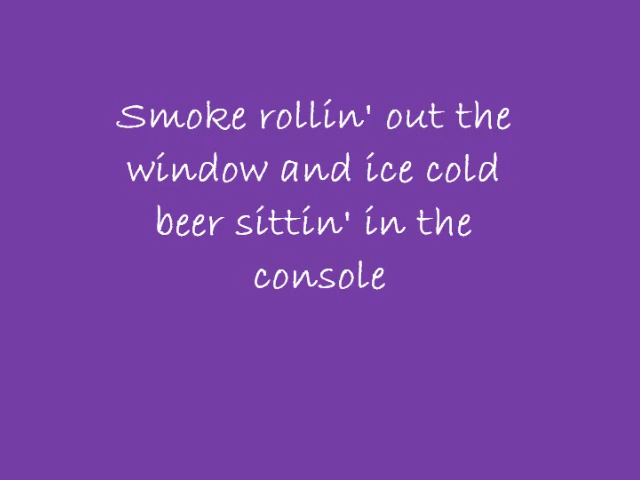 Smoke rollin' out the
window and ice cold
beer sittin' in the
console